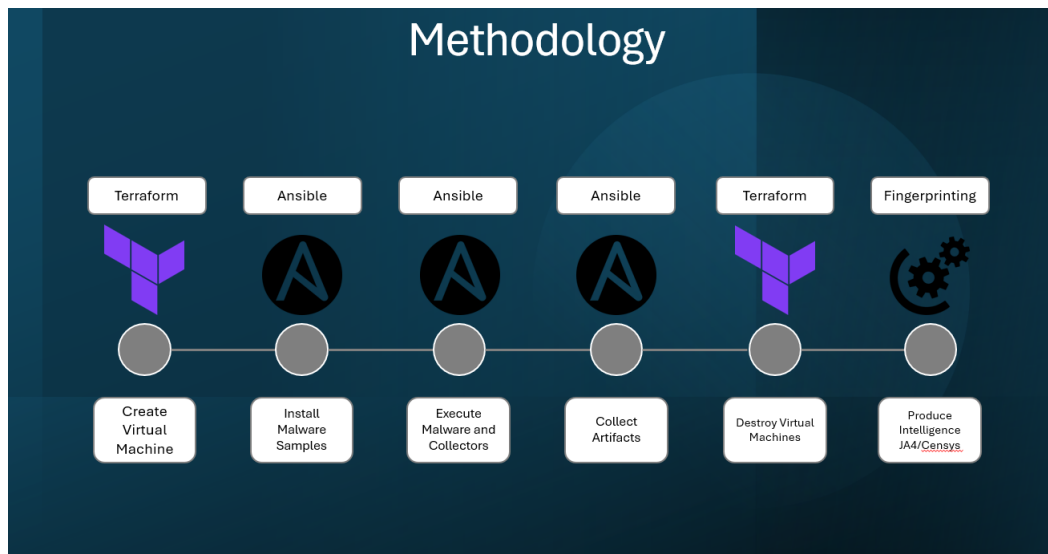 Methodology
Terraform
Ansible
Ansible
Ansible
Terraform
Fingerprinting
Create
Virtual
Machine
Install
Malware
Samples
Execute
Malware and
Collectors
Collect
Artifacts
Destroy Virtual
Machines
Produce
Intelligence
JA4/Censys